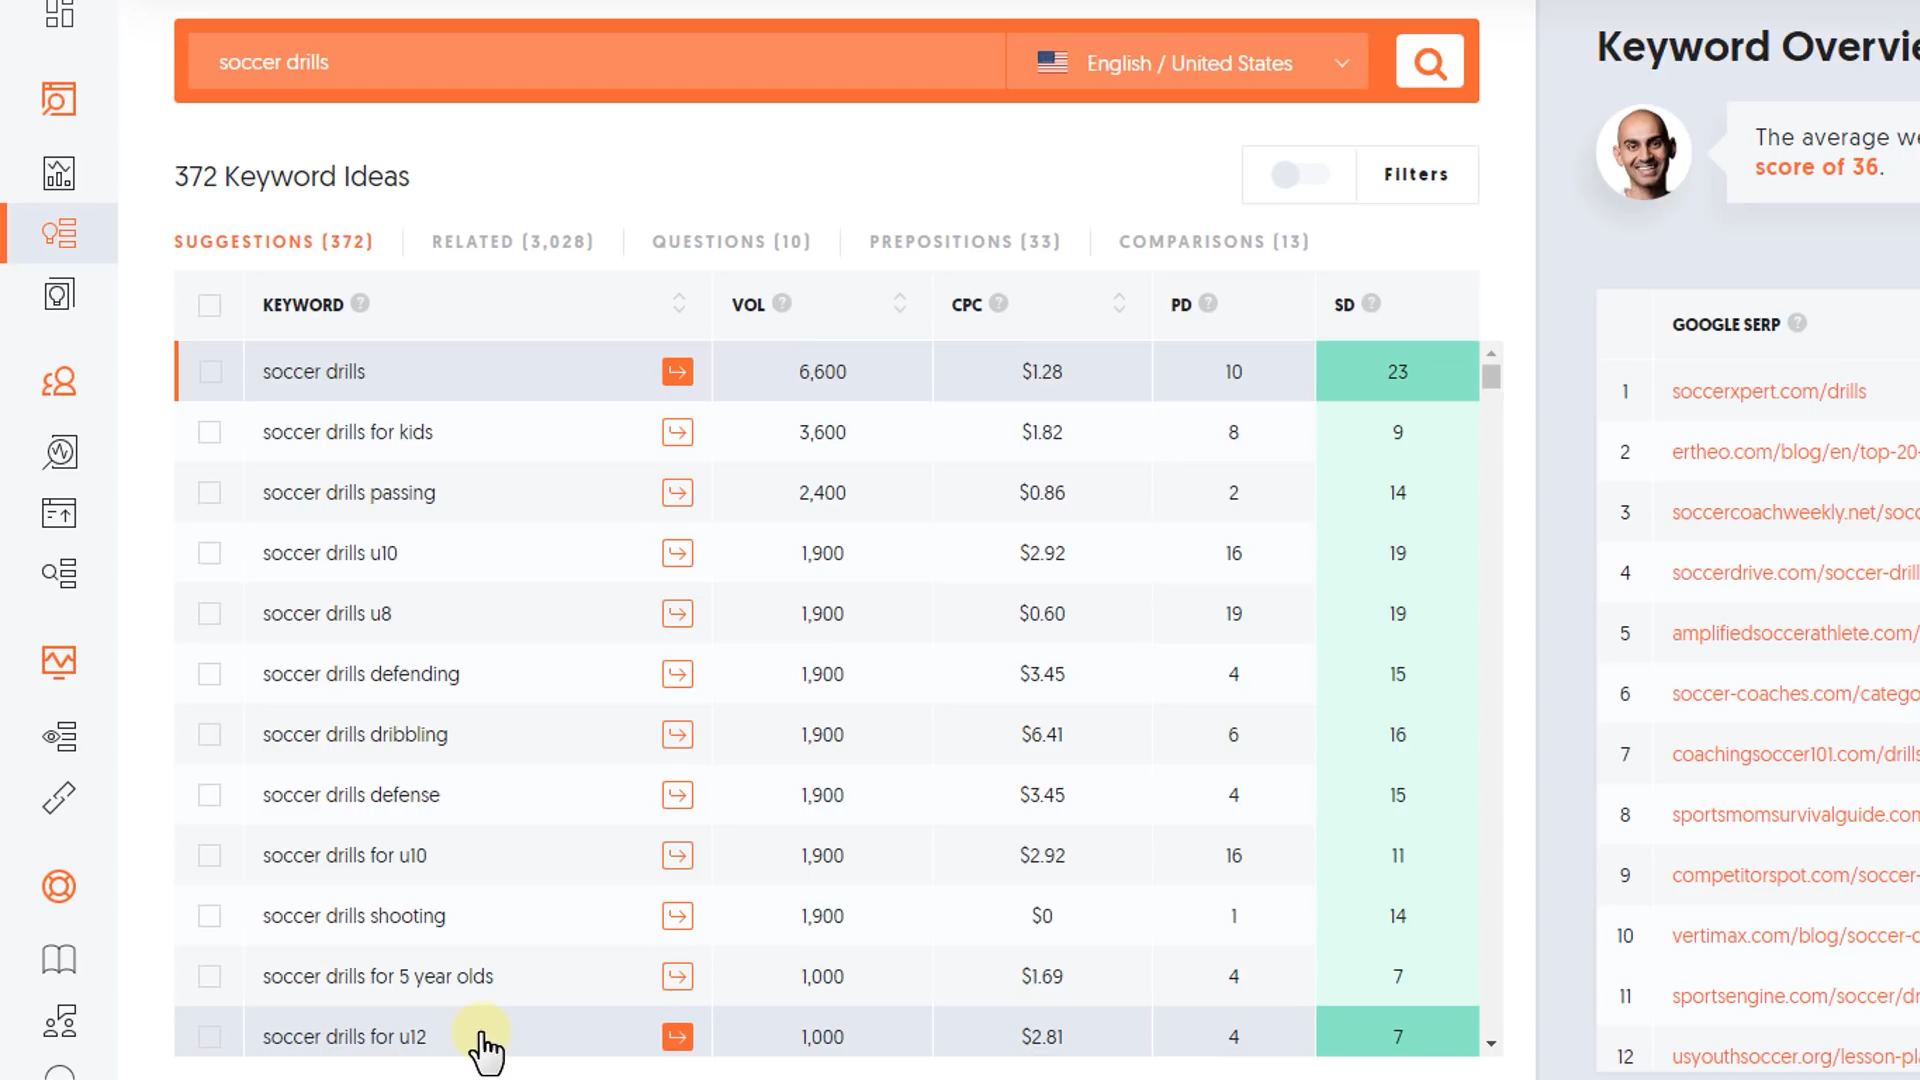 soccer drills
English / United States
372 Keyword Ideas
Filters
SUGGESTIONS (372)
RELATED (3,028)
QUESTIONS (10)
PREPOSITIONS (33)
COMPARISONS (13)
KEYWORD ? VOL ? CPC ? PD ? SD ?
soccer drills 6,600 $1.28 10 23
soccer drills for kids 3,600 $1.82 8 9
soccer drills passing 2,400 $0.86 2 14
soccer drills u10 1,900 $2.92 16 19
soccer drills u8 1,900 $0.60 19 19
soccer drills defending 1,900 $3.45 4 15
soccer drills dribbling 1,900 $6.41 6 16
soccer drills defense 1,900 $3.45 4 15
soccer drills for u10 1,900 $2.92 16 11
soccer drills shooting 1,900 $0 1 14
soccer drills for 5 year olds 1,000 $1.69 4 7
soccer drills for u12 1,000 $2.81 4 7
Keyword Overvie
The average we
score of 36.
GOOGLE SERP ?
1 soccerxpert.com/drills
2 ertheo.com/blog/en/top-20-
3 soccercoachweekly.net/socc
4 soccerdrive.com/soccer-drill
5 amplifiedsoccerathlete.com/
6 soccer-coaches.com/catego
7 coachingsoccer101.com/drills
8 sportsmomsurvivalguide.com
9 competitorspot.com/soccer-
10 vertimax.com/blog/soccer-d
11 sportsengine.com/soccer/dr
12 usyouthsoccer.org/lesson-pla